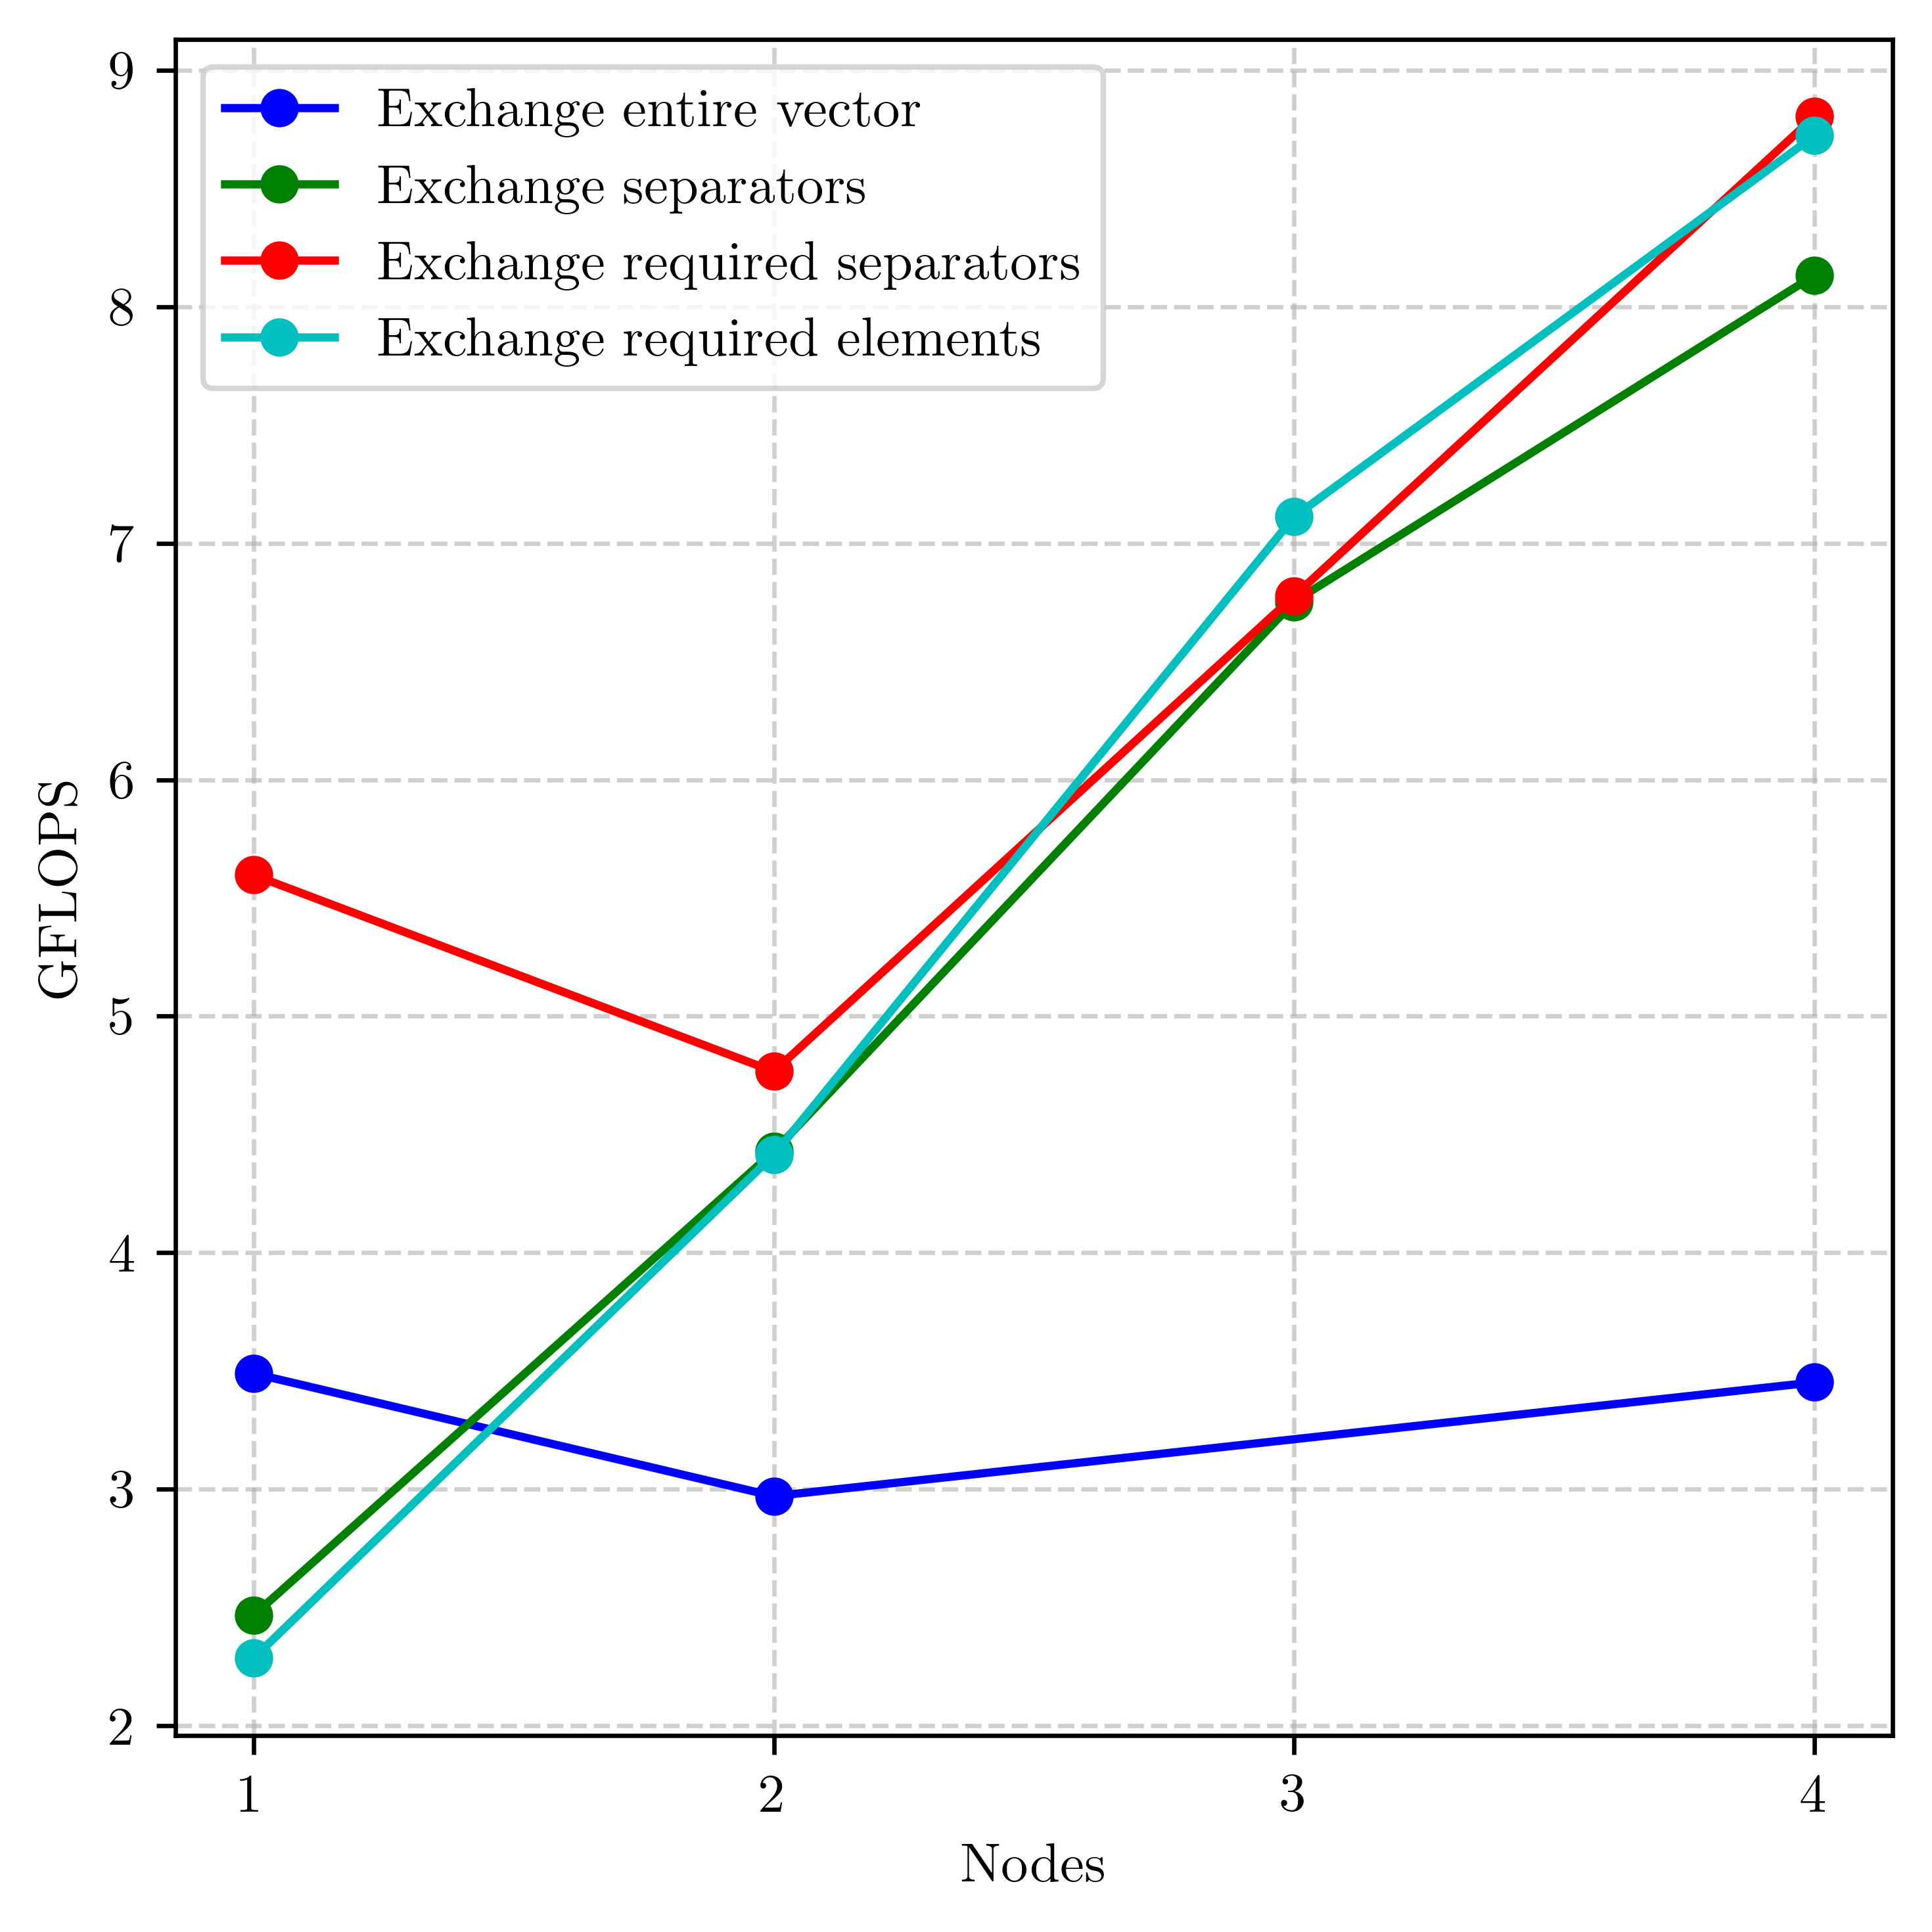 9
8
7
6
5
4
3
2
GFLOPS
Exchange entire vector
Exchange separators
Exchange required separators
Exchange required elements
1 2 3 4
Nodes